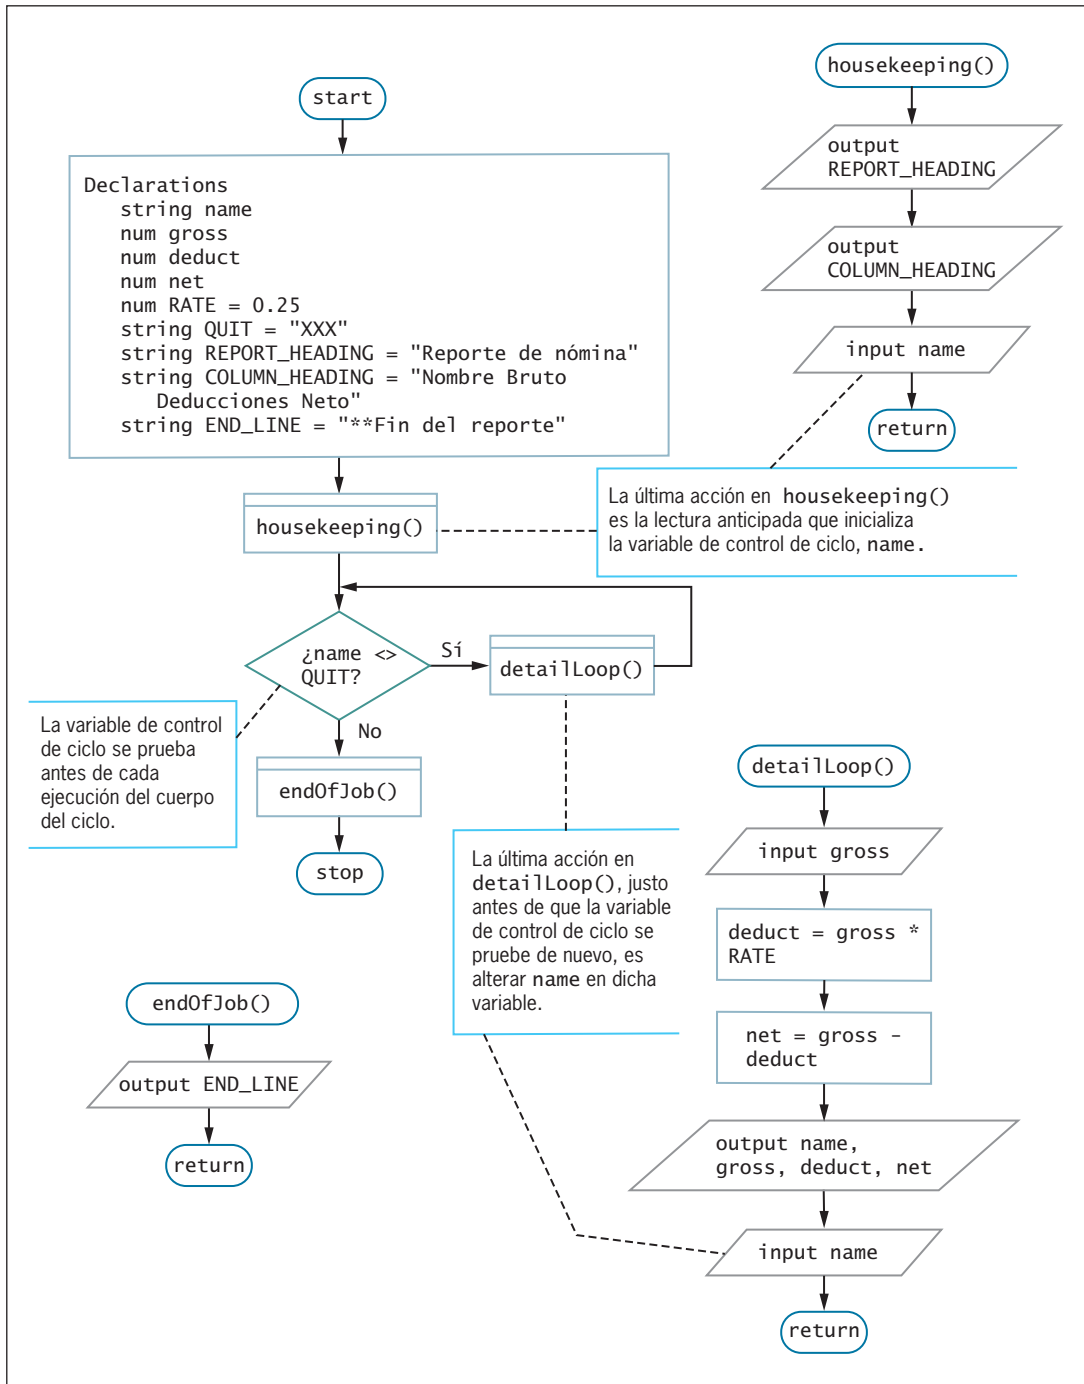 start
Declarations
string name
num gross
num deduct
num net
num RATE = 0.25
string QUIT = "XXX"
string REPORT_HEADING = "Reporte de nómina"
string COLUMN_HEADING = "Nombre Bruto
Deducciones Neto"
string END_LINE = "**Fin del reporte"
housekeeping()
¿name <>
QUIT?
Sí
detailLoop()
No
endOfJob()
stop
La variable de control
de ciclo se prueba
antes de cada
ejecución del cuerpo
del ciclo.
housekeeping()
output
REPORT_HEADING
output
COLUMN_HEADING
input name
return
La última acción en housekeeping()
es la lectura anticipada que inicializa
la variable de control de ciclo, name.
La última acción en
detailLoop(), justo
antes de que la variable
de control de ciclo se
pruebe de nuevo, es
alterar name en dicha
variable.
endOfJob()
output END_LINE
return
detailLoop()
input gross
deduct = gross *
RATE
net = gross –
deduct
output name,
gross, deduct, net
input name
return